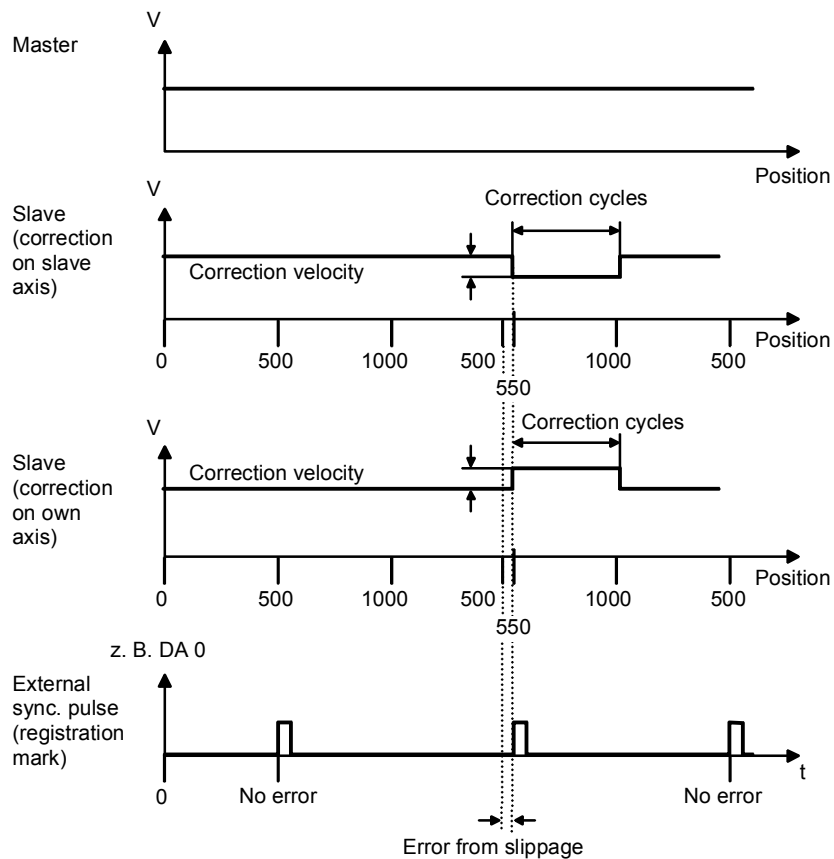 V
Master
Position
V
Slave
(correction
on slave
axis)
Correction cycles
Correction velocity
Position
0 500 1000 500 1000 500
550
V
Slave
(correction
on own
axis)
Correction cycles
Correction velocity
Position
0 500 1000 500 1000 500
550
z. B. DA 0
External
sync. pulse
(registration
mark)
t
0 No error No error
Error from slippage